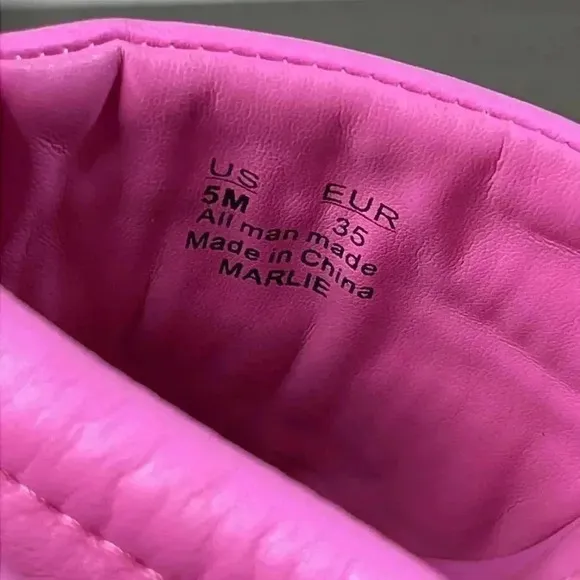 US EUR
5M 35
All man made
Made in China
MARLIE